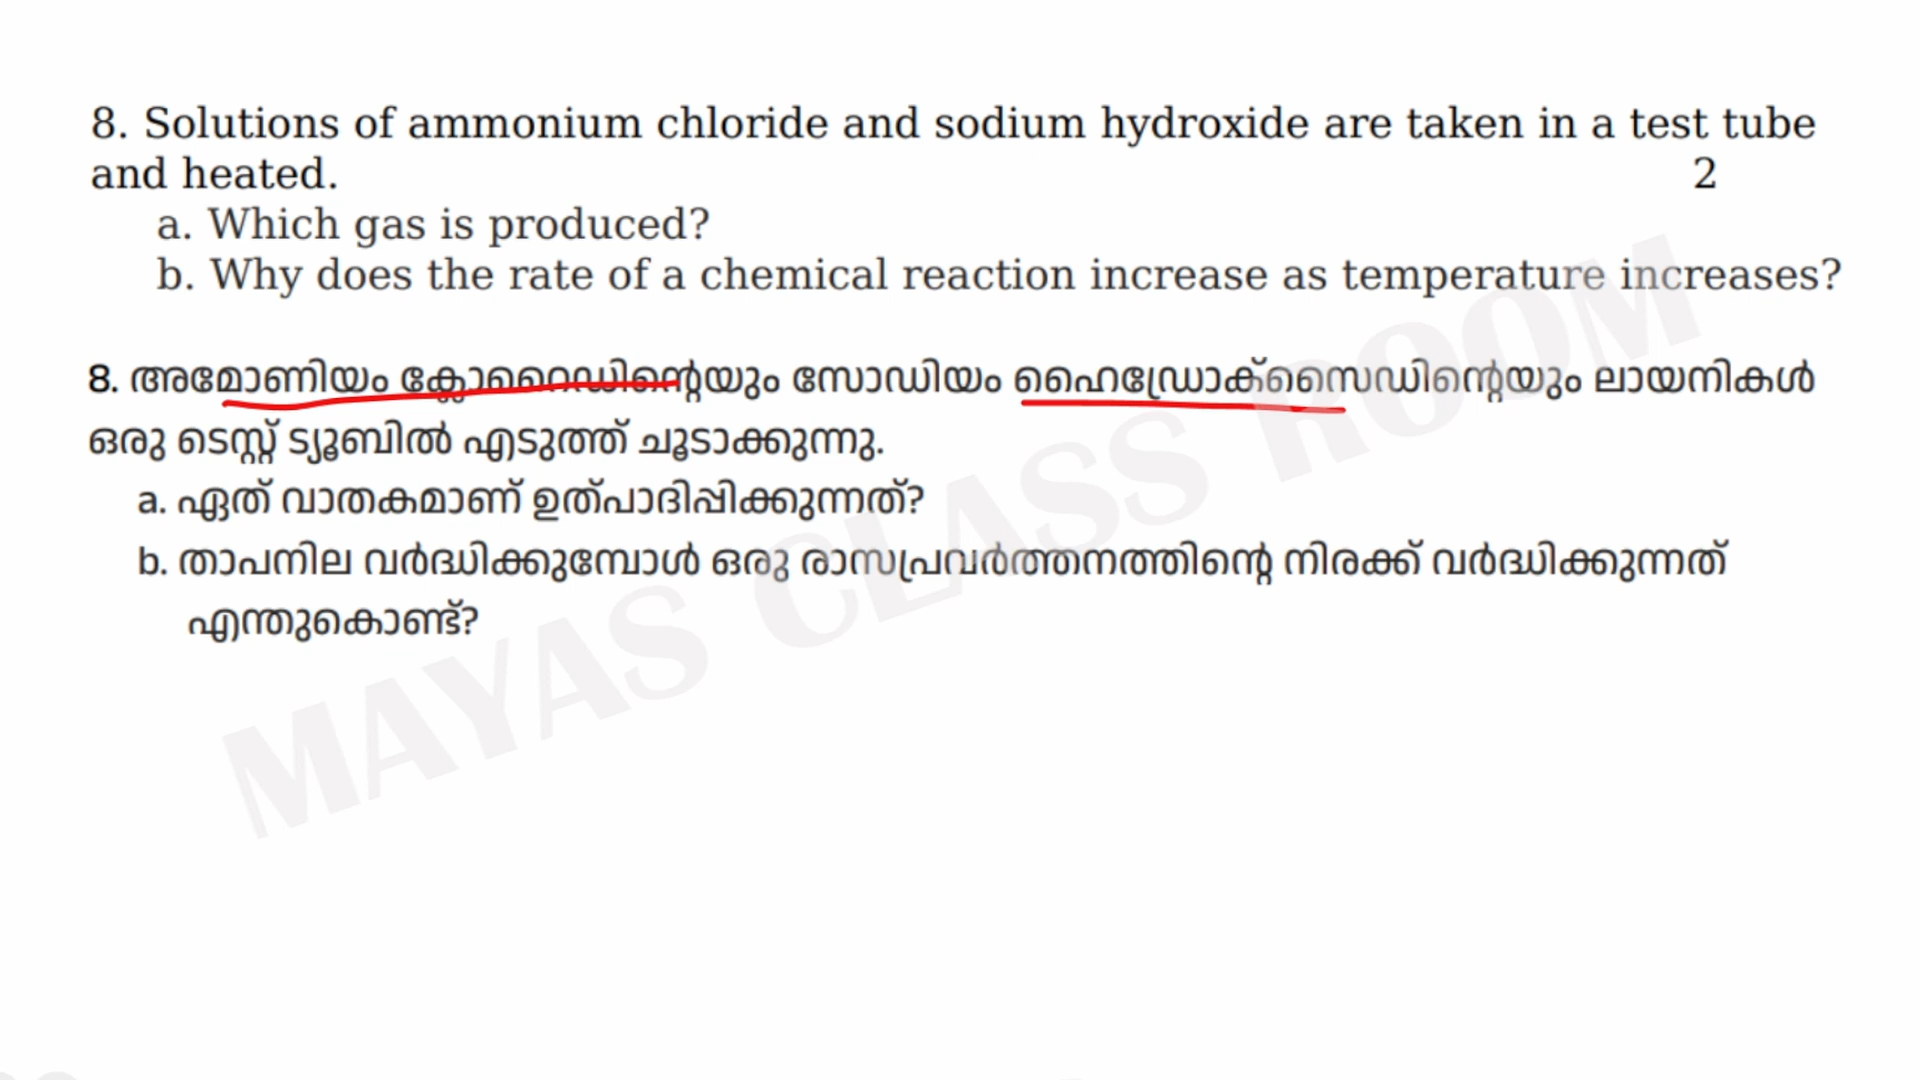 8. Solutions of ammonium chloride and sodium hydroxide are taken in a test tube
and heated. 2
a. Which gas is produced?
b. Why does the rate of a chemical reaction increase as temperature increases?
8. അമോണിയം ക്ലോറൈഡിന്റെയും സോഡിയം ഹൈഡ്രോക്സൈഡിന്റെയും ലായനികൾ
ഒരു ടെസ്റ്റ് ട്യൂബിൽ എടുത്ത് ചൂടാക്കുന്നു.
a. ഏത് വാതകമാണ് ഉത്പാദിപ്പിക്കുന്നത്?
b. താപനില വർദ്ധിക്കുമ്പോൾ ഒരു രാസപ്രവർത്തനത്തിന്റെ നിരക്ക് വർദ്ധിക്കുന്നത്
എന്തുകൊണ്ട്?
MAYAS CLASS ROOM